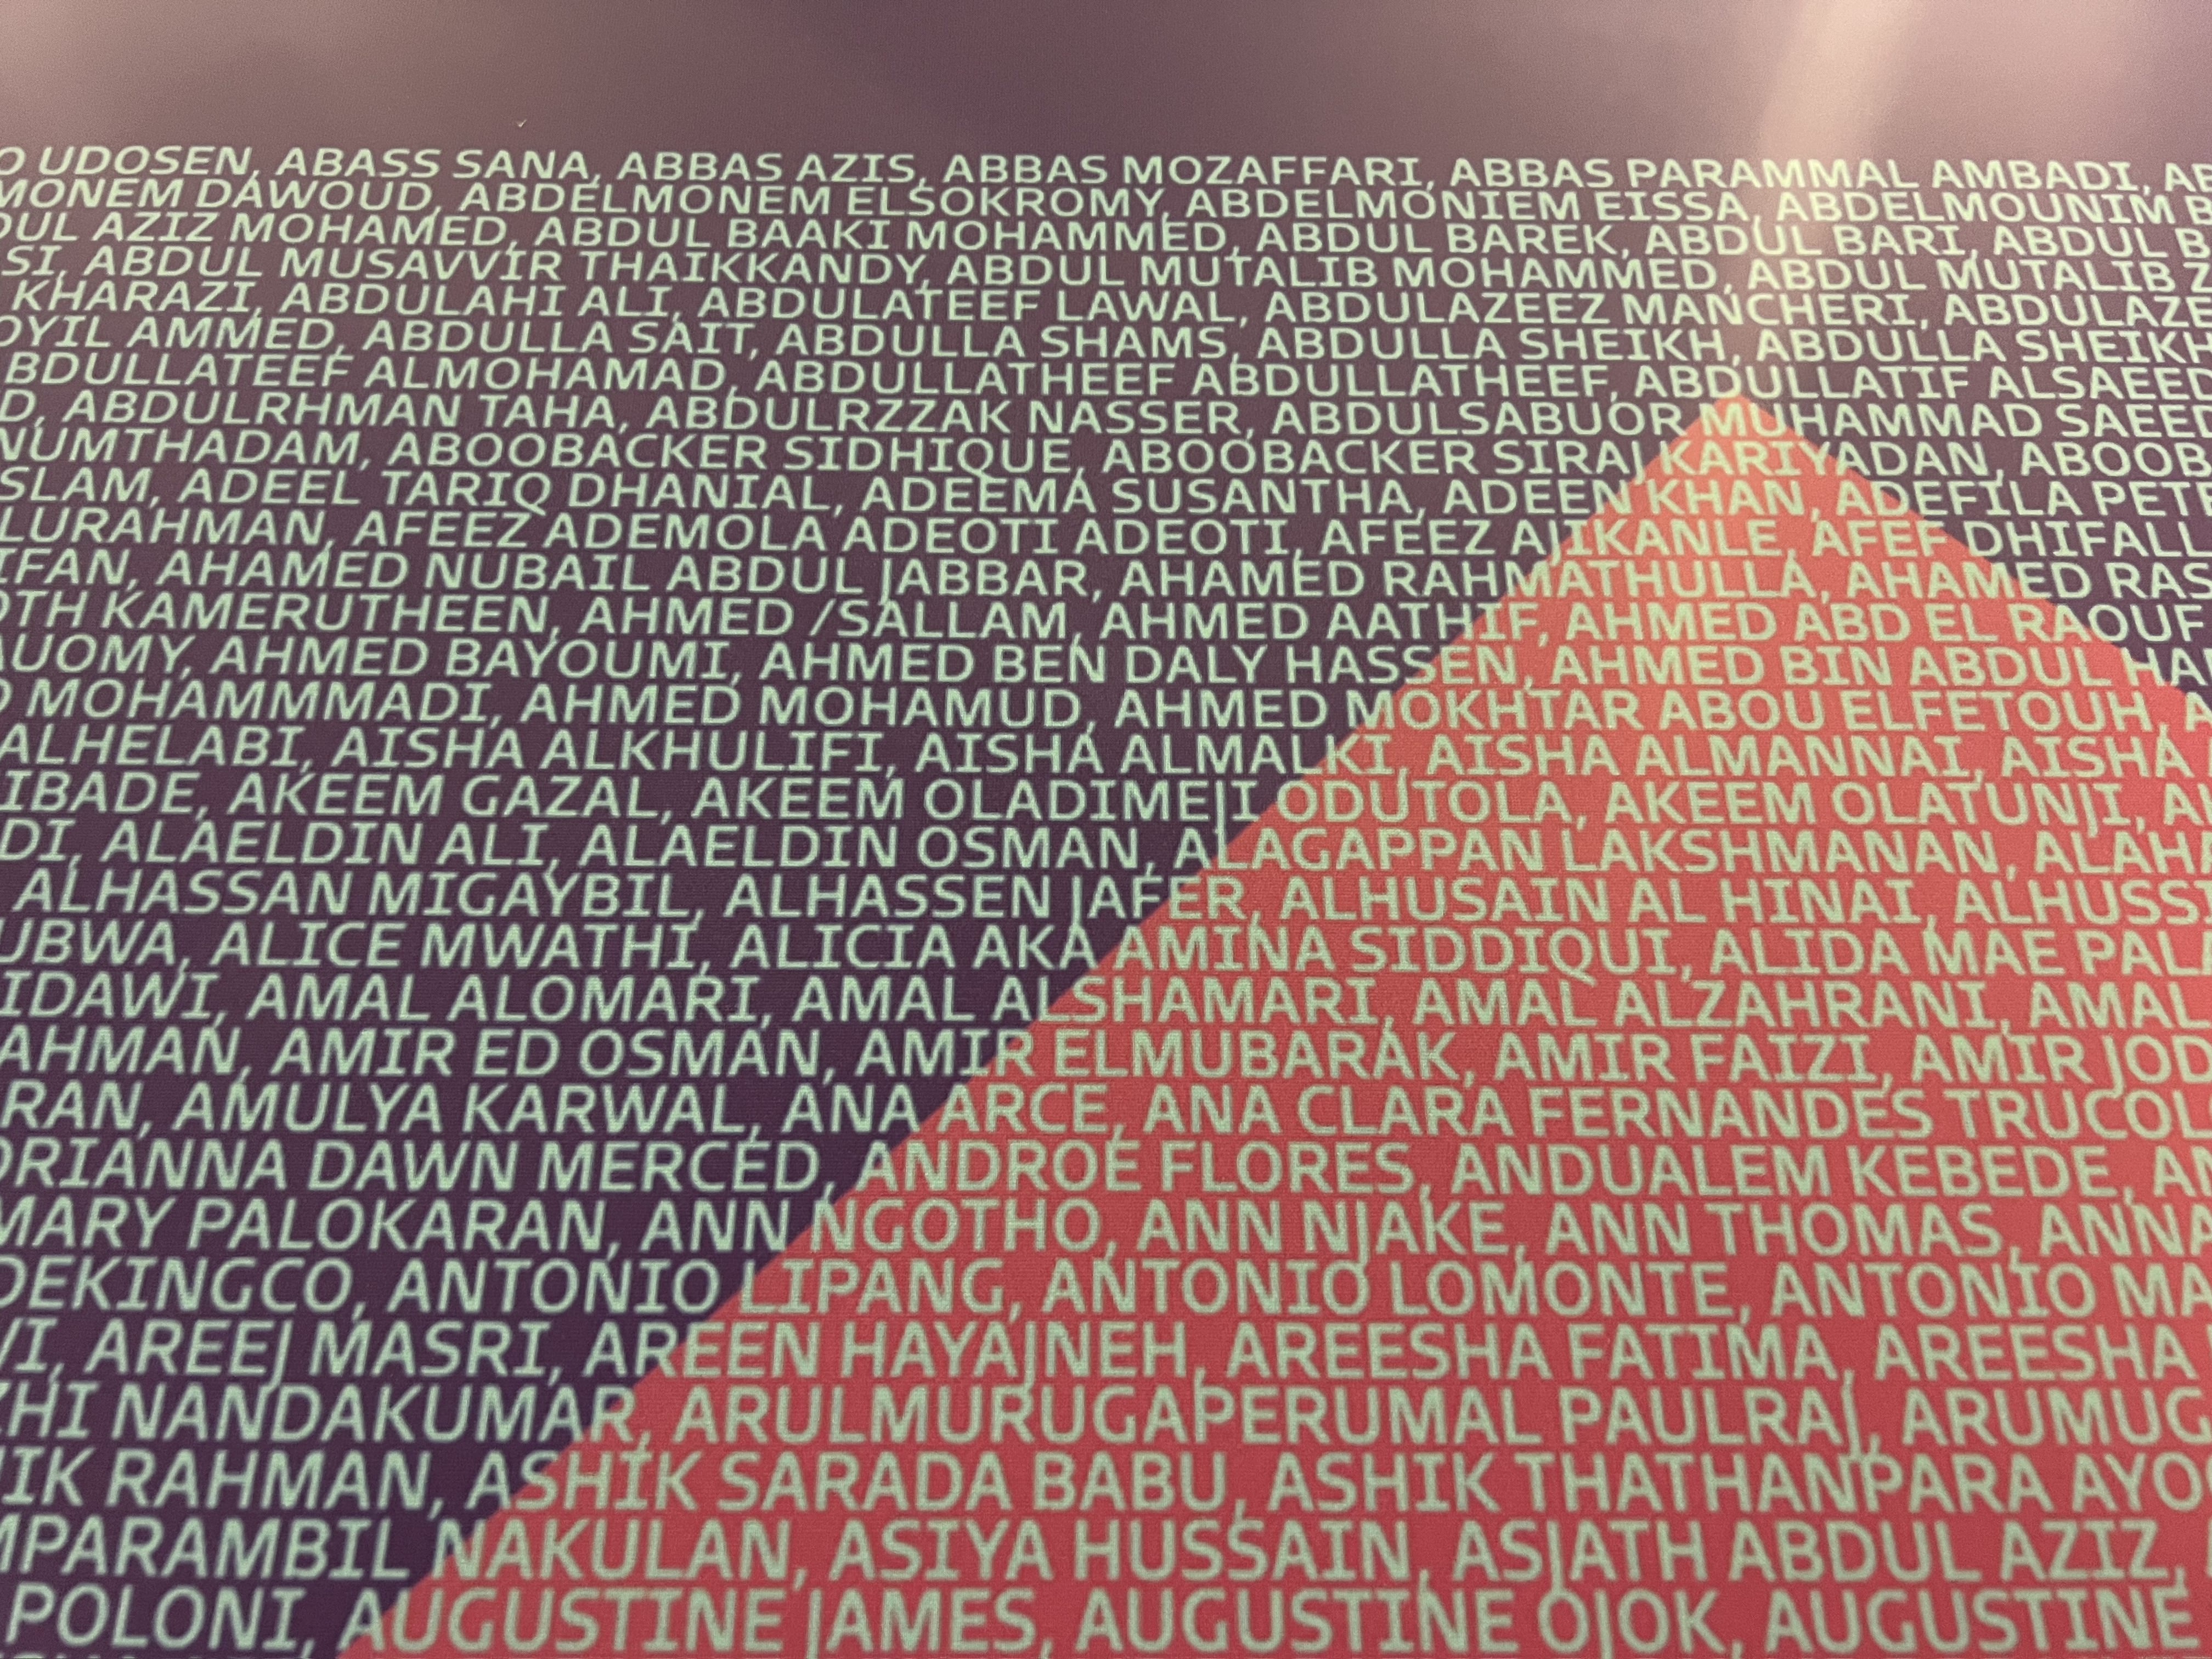 O UDOSEN, ABASS SANA, ABBAS AZIS, ABBAS MOZAFFARI, ABBAS PARAMMAL AMBADI, AB
MONEM DAWOUD, ABDELMONEM ELSOKROMY, ABDELMONIEM EISSA, ABDELMOUNIM B
DUL AZIZ MOHAMED, ABDUL BAAKI MOHAMMED, ABDUL BAREK, ABDUL BARI, ABDUL B
SI, ABDUL MUSAVVIR THAIKKANDY, ABDUL MUTALIB MOHAMMED, ABDUL MUTALIB Z
KHARAZI, ABDULAHI ALI, ABDULATEEF LAWAL, ABDULAZEEZ MANCHERI, ABDULAZE
OYIL AMMED, ABDULLA SAIT, ABDULLA SHAMS, ABDULLA SHEIKH, ABDULLA SHEIKH
BDULLATEEF ALMOHAMAD, ABDULLATHEEF ABDULLATHEEF, ABDULLATIF ALSAEED
D, ABDULRHMAN TAHA, ABDULRZZAK NASSER, ABDULSABUOR MUHAMMAD SAEED
NUMTHADAM, ABOOBACKER SIDHIQUE, ABOOBACKER SIRAJ KARIYADAN, ABOOB
SLAM, ADEEL TARIQ DHANIAL, ADEEMA SUSANTHA, ADEEN KHAN, ADEFILA PET
LURAHMAN, AFEEZ ADEMOLA ADEOTI ADEOTI, AFEEZ AJIKANLE, AFEF DHIFALL
IFAN, AHAMED NUBAIL ABDUL JABBAR, AHAMED RAHMATHULLA, AHAMED RAS
OTH KAMERUTHEEN, AHMED /SALLAM, AHMED AATHIF, AHMED ABD EL RAOUF
AUOMY, AHMED BAYOUMI, AHMED BEN DALY HASSEN, AHMED BIN ABDUL HA
D MOHAMMMADI, AHMED MOHAMUD, AHMED MOKHTAR ABOU ELFETOUH, A
ALHELABI, AISHA ALKHULIFI, AISHA ALMALKI, AISHA ALMANNAI, AISHA
IBADE, AKEEM GAZAL, AKEEM OLADIMEJI ODUTOLA, AKEEM OLATUNJI, A
DI, ALAELDIN ALI, ALAELDIN OSMAN, ALAGAPPAN LAKSHMANAN, ALAHA
ALHASSAN MIGAYBIL, ALHASSEN JAFER, ALHUSAIN AL HINAI, ALHUSS
UBWA, ALICE MWATHI, ALICIA AKA AMINA SIDDIQUI, ALIDA MAE PAL
IDAWI, AMAL ALOMARI, AMAL ALSHAMARI, AMAL ALZAHRANI, AMAL
AHMAN, AMIR ED OSMAN, AMIR ELMUBARAK, AMIR FAIZI, AMIR JOD
RAN, AMULYA KARWAL, ANA ARCE, ANA CLARA FERNANDES TRUCOL
ORIANNA DAWN MERCED, ANDROE FLORES, ANDUALEM KEBEDE, AN
MARY PALOKARAN, ANN NGOTHO, ANN NJAKE, ANN THOMAS, ANNA
DEKINGCO, ANTONIO LIPANG, ANTONIO LOMONTE, ANTONIO MA
VI, AREEJ MASRI, AREEN HAYAJNEH, AREESHA FATIMA, AREESHA
ZHI NANDAKUMAR, ARULMURUGAPERUMAL PAULRAJ, ARUMUG
IK RAHMAN, ASHIK SARADA BABU, ASHIK THATHANPARA AYO
MPARAMBIL NAKULAN, ASIYA HUSSAIN, ASJATH ABDUL AZIZ,
POLONI, AUGUSTINE JAMES, AUGUSTINE OJOK, AUGUSTINE